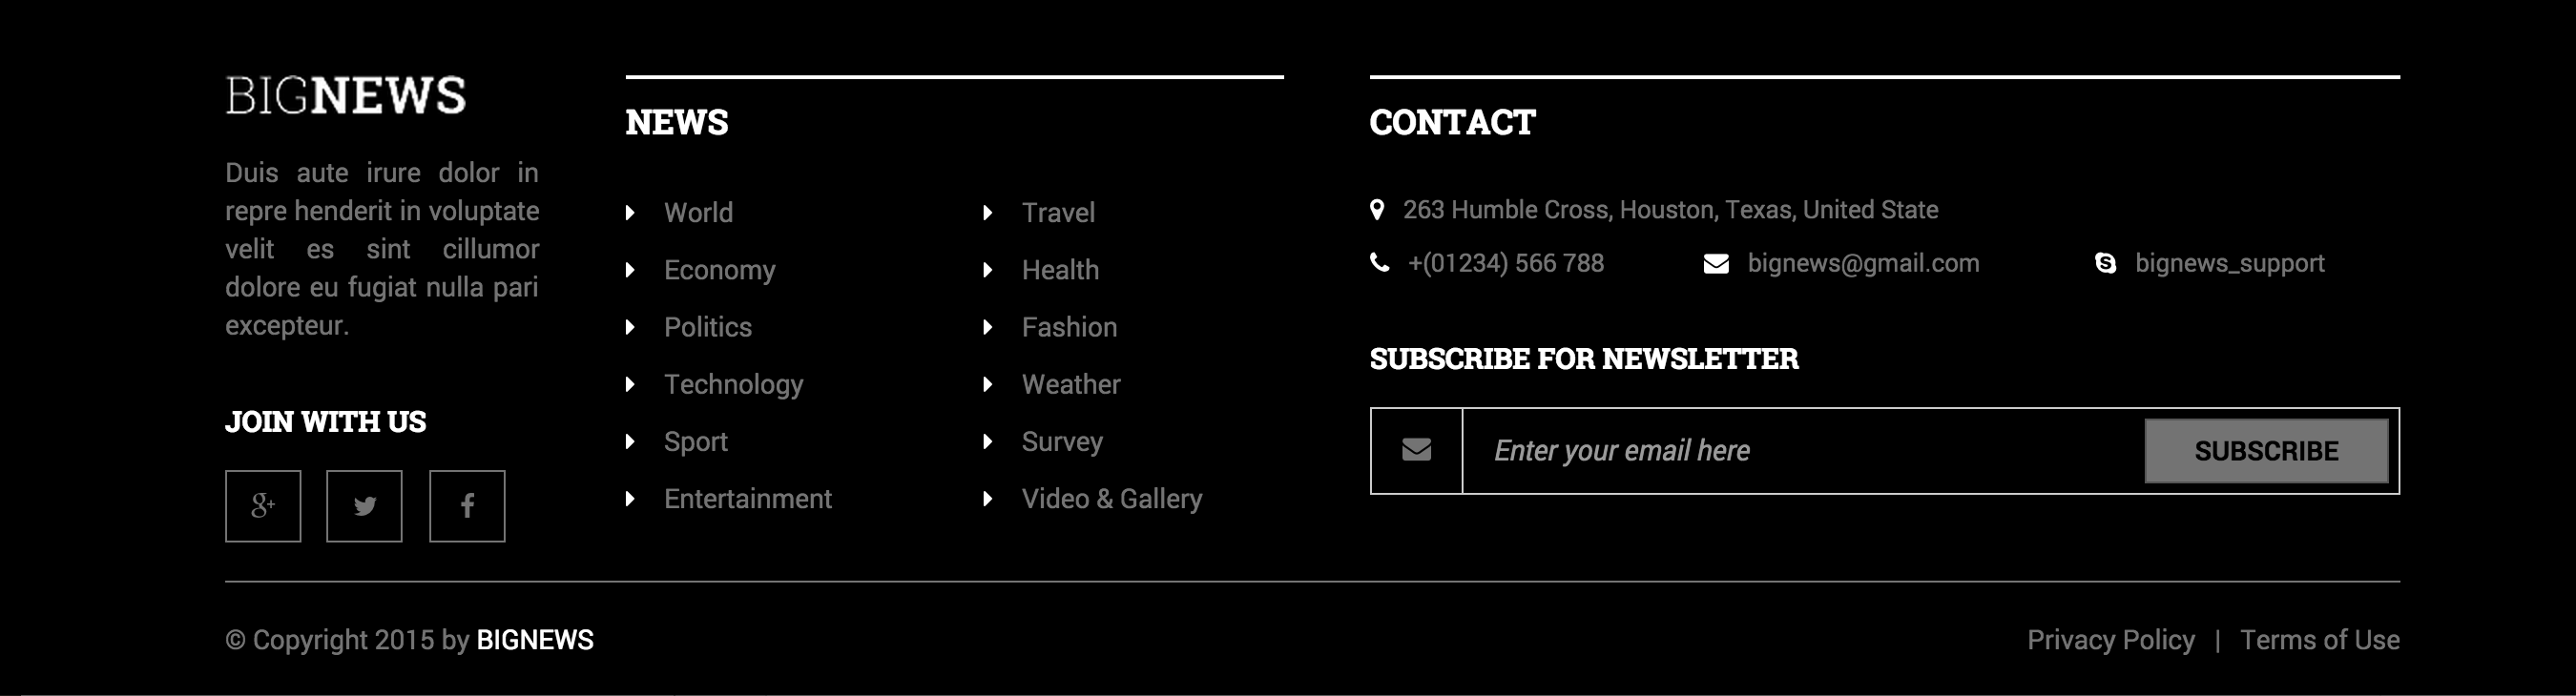 BIGNEWS
Duis aute irure dolor in
repre henderit in voluptate
velit es sint cillumor
dolore eu fugiat nulla pari
excepteur.
JOIN WITH US
g+
NEWS
World
Economy
Politics
Technology
Sport
Entertainment
Travel
Health
Fashion
Weather
Survey
Video & Gallery
CONTACT
263 Humble Cross, Houston, Texas, United State
+(01234) 566 788
bignews@gmail.com
bignews_support
SUBSCRIBE FOR NEWSLETTER
Enter your email here
SUBSCRIBE
© Copyright 2015 by BIGNEWS
Privacy Policy | Terms of Use